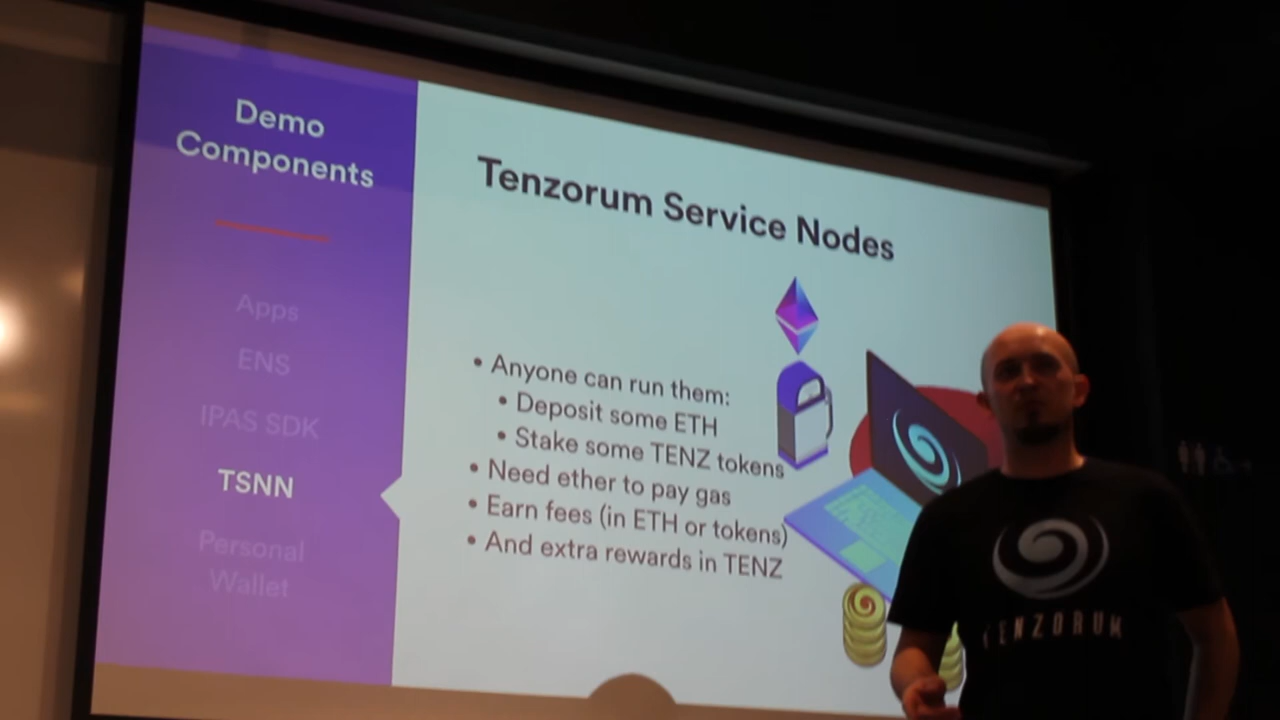 Demo
Components
Apps
ENS
IPAS SDK
TSNN
Personal
Wallet
Tenzorum Service Nodes
• Anyone can run them:
• Deposit some ETH
• Stake some TENZ tokens
• Need ether to pay gas
• Earn fees (in ETH or tokens)
• And extra rewards in TENZ
TENZORUM